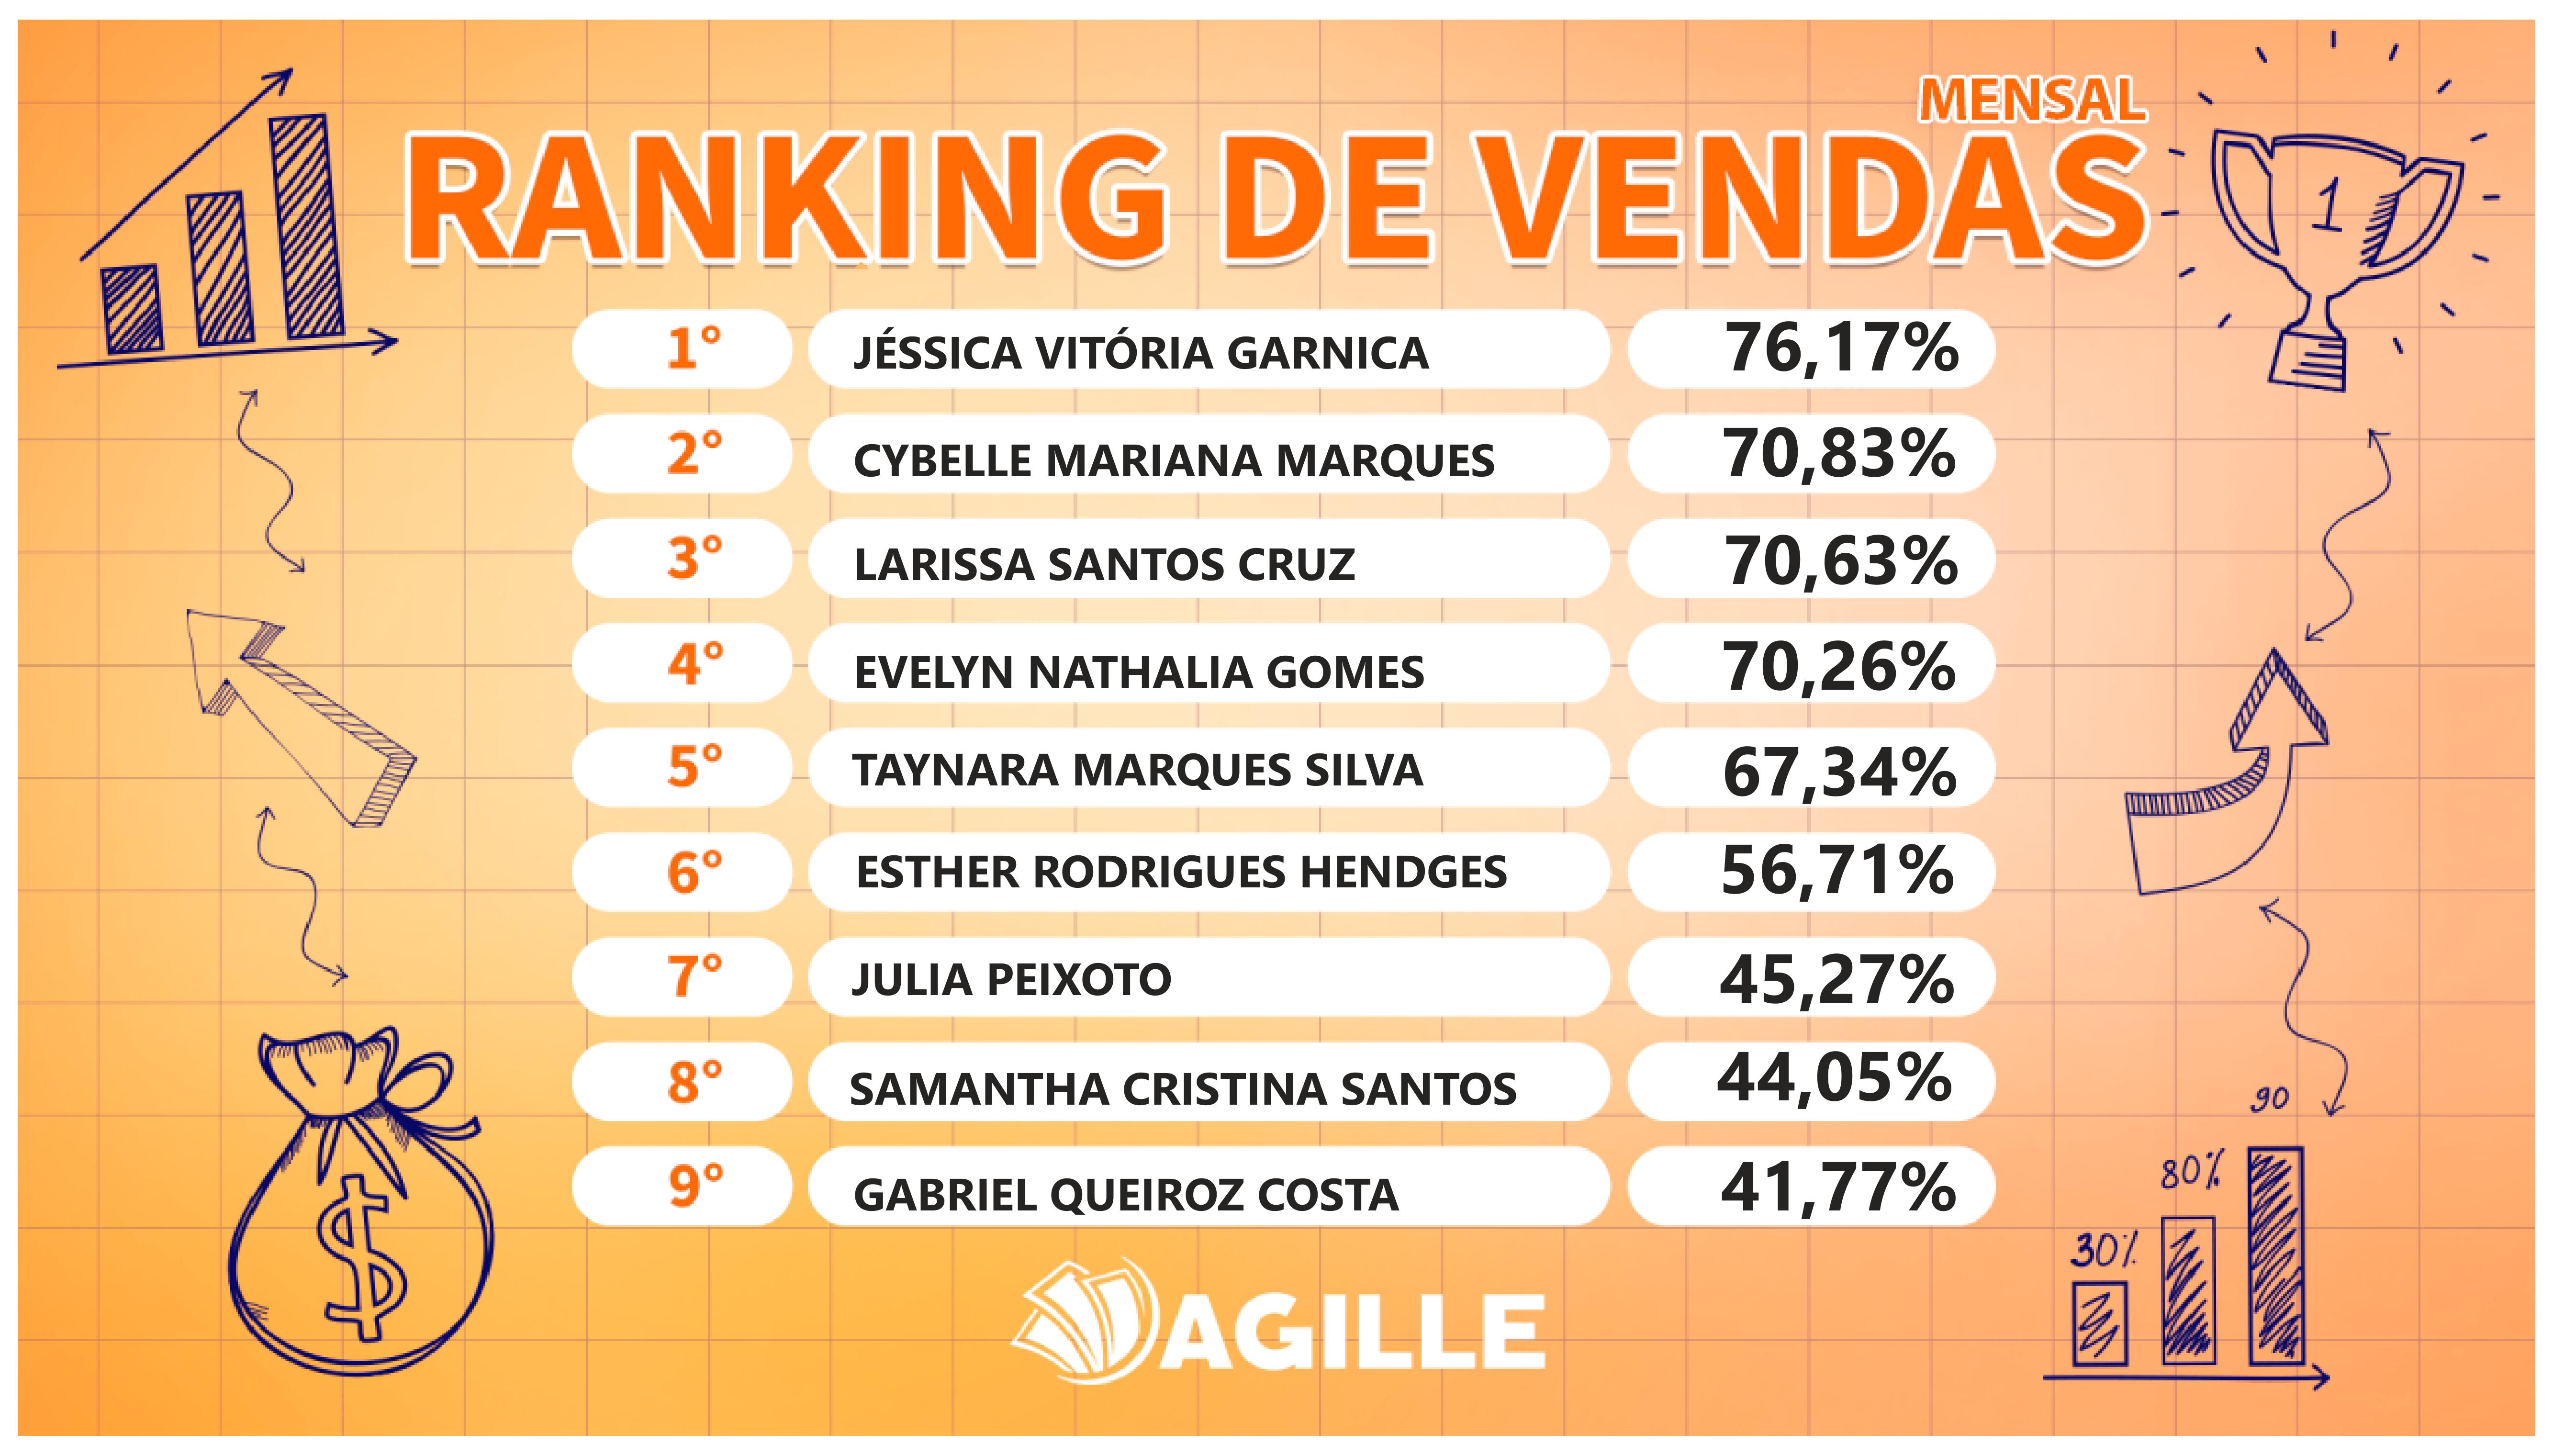 MENSAL
RANKING DE VENDAS
1
1° JÉSSICA VITÓRIA GARNICA 76,17%
2° CYBELLE MARIANA MARQUES 70,83%
3° LARISSA SANTOS CRUZ 70,63%
4° EVELYN NATHALIA GOMES 70,26%
5° TAYNARA MARQUES SILVA 67,34%
6° ESTHER RODRIGUES HENDGES 56,71%
7° JULIA PEIXOTO 45,27%
8° SAMANTHA CRISTINA SANTOS 44,05%
9° GABRIEL QUEIROZ COSTA 41,77%
$
30% 80% 90
AGILLE